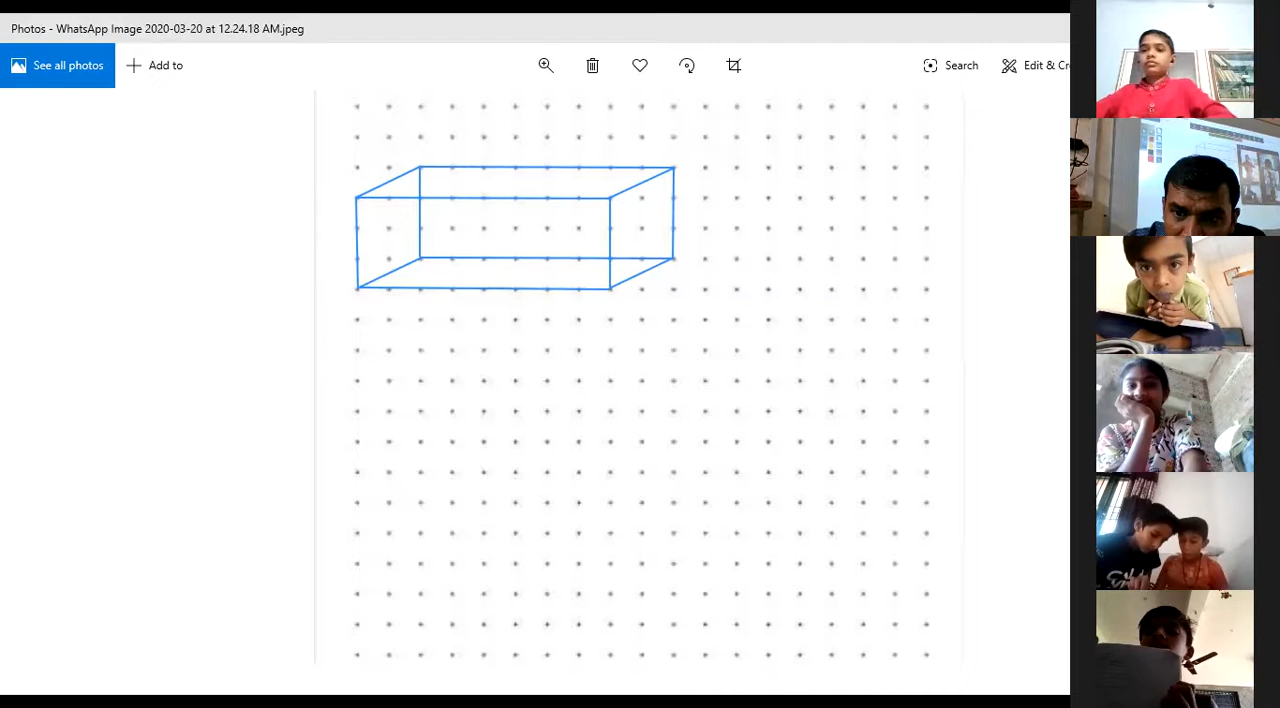 Photos - WhatsApp Image 2020-03-20 at 12.24.18 AM.jpeg
See all photos
Add to
Search
Edit & Cr